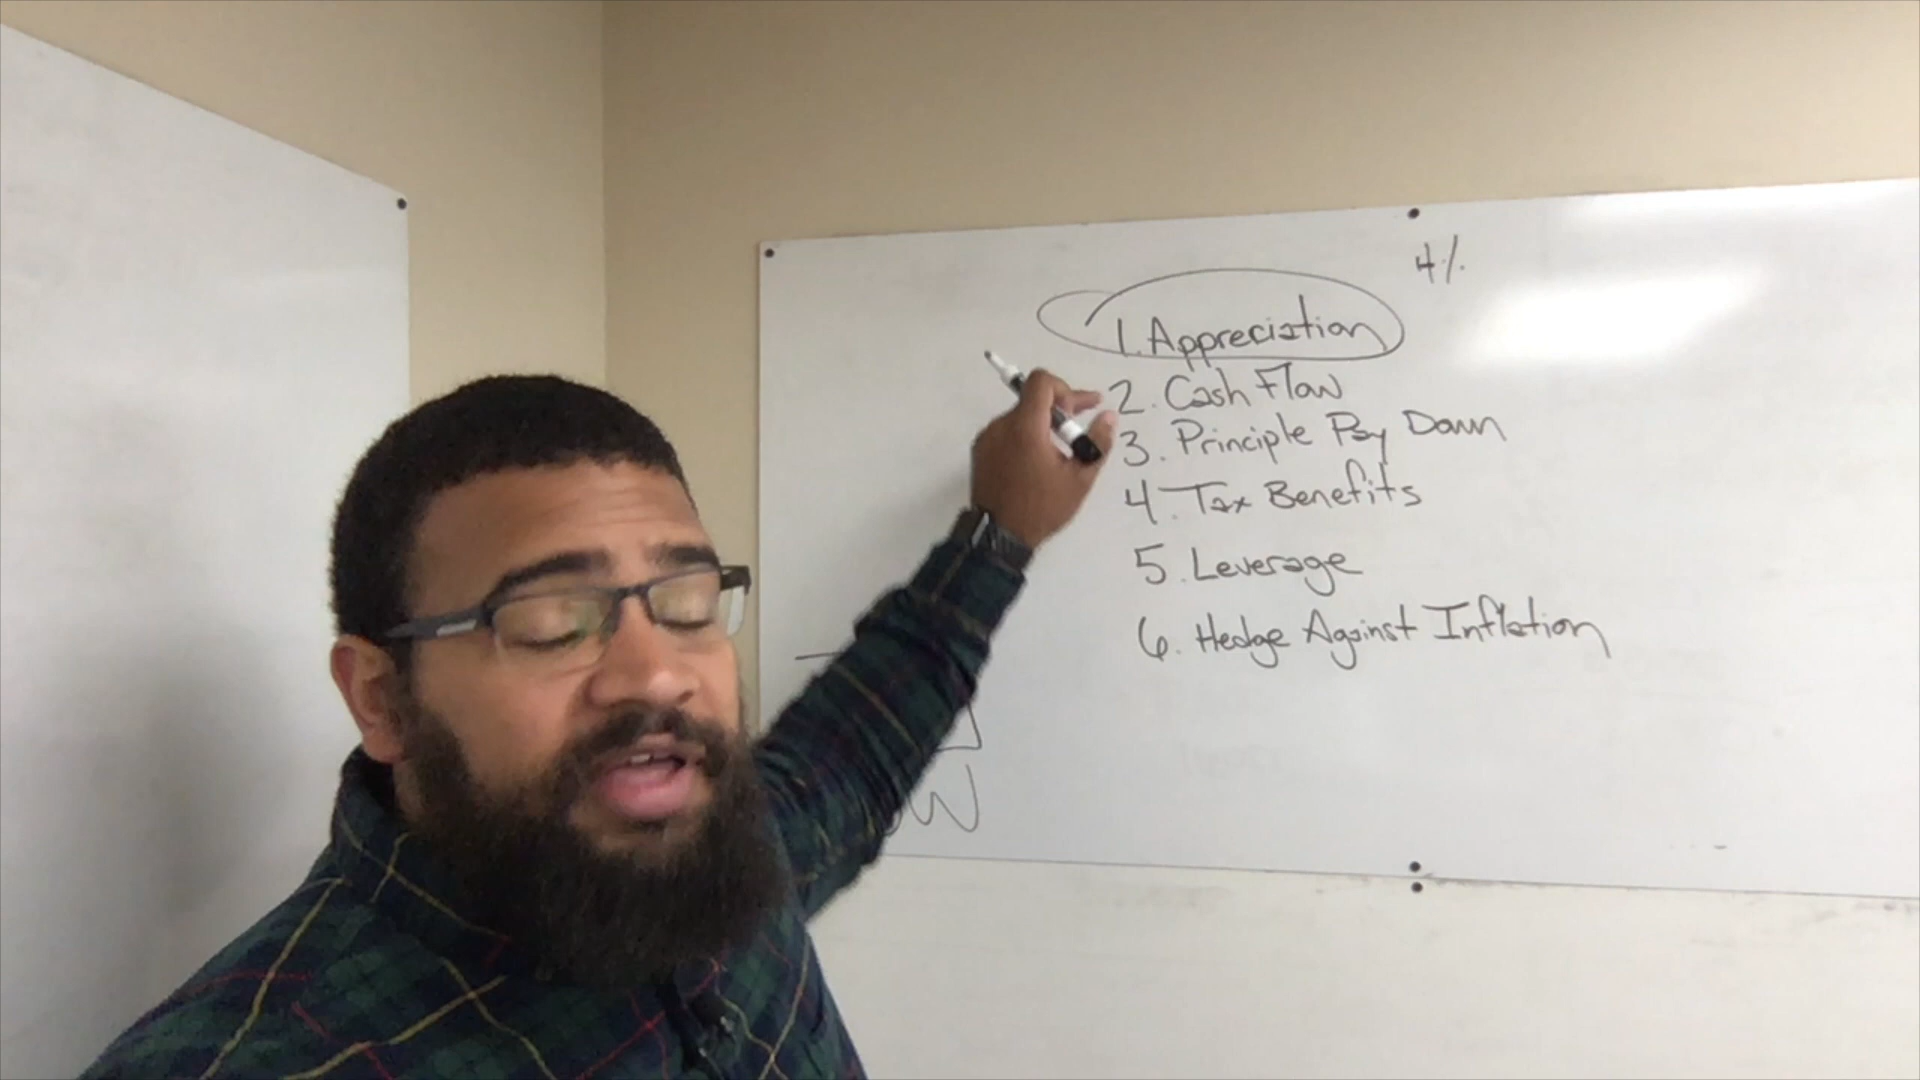 4%
1. Appreciation
2. Cash Flow
3. Principle Pay Down
4. Tax Benefits
5. Leverage
6. Hedge Against Inflation